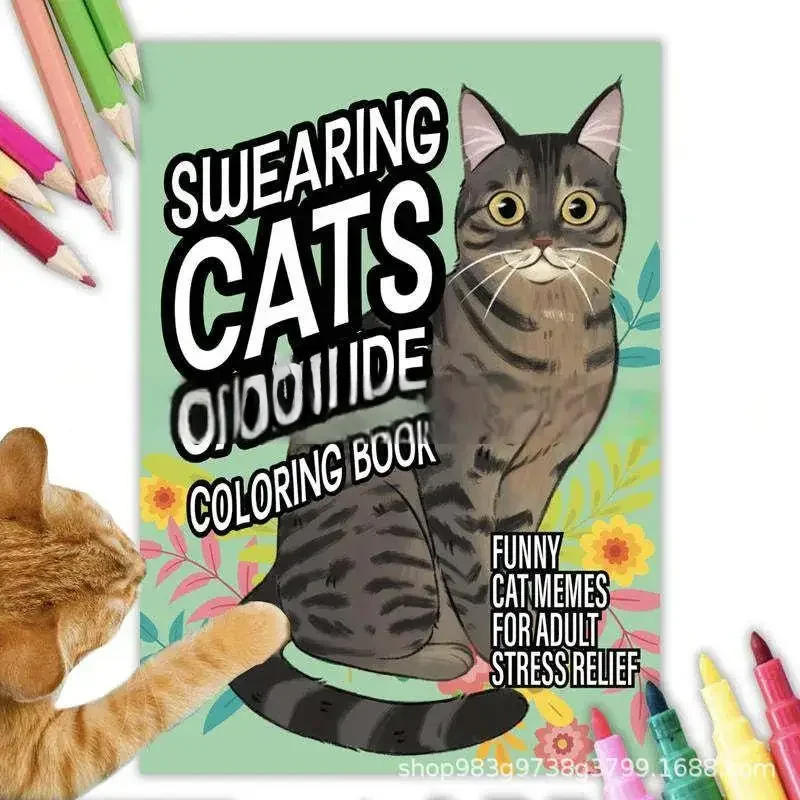 SWEARING
CATS
COLORING BOOK
FUNNY
CAT MEMES
FOR ADULT
STRESS RELIEF
shop983g9738g3799.1688.com